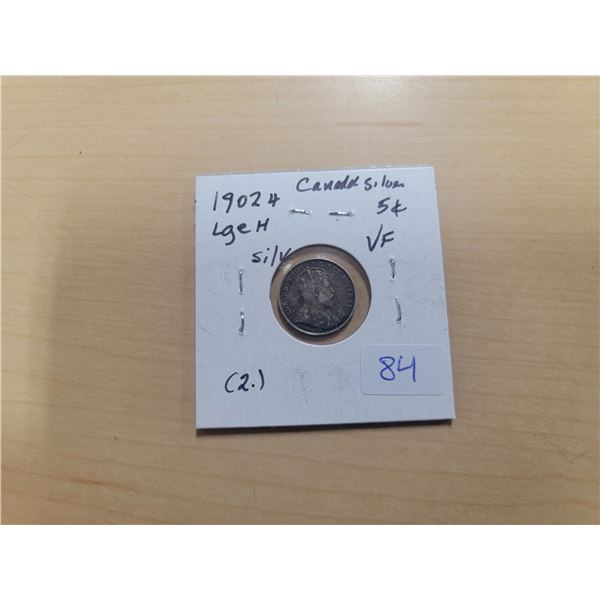 1902 H
Canada Silver
Lge H
5¢
silv
VF
(2.)
84